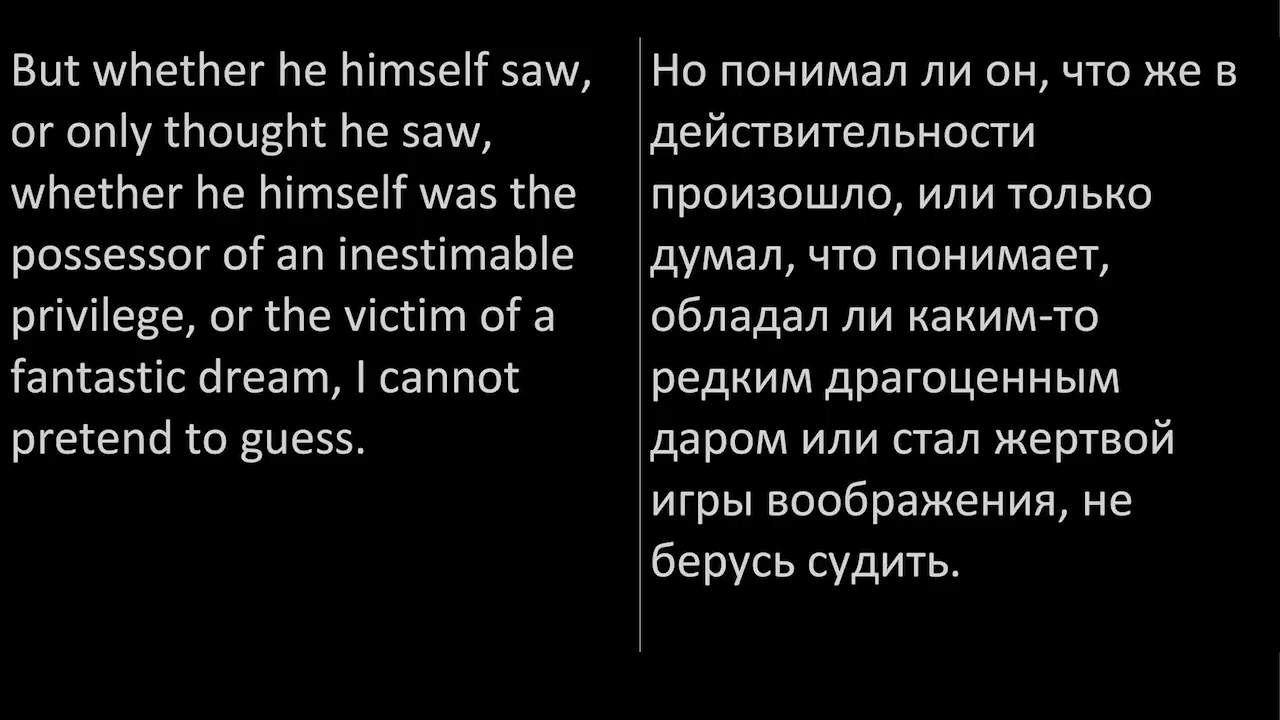 But whether he himself saw,
or only thought he saw,
whether he himself was the
possessor of an inestimable
privilege, or the victim of a
fantastic dream, I cannot
pretend to guess.
Но понимал ли он, что же в
действительности
произошло, или только
думал, что понимает,
обладал ли каким-то
редким драгоценным
даром или стал жертвой
игры воображения, не
берусь судить.